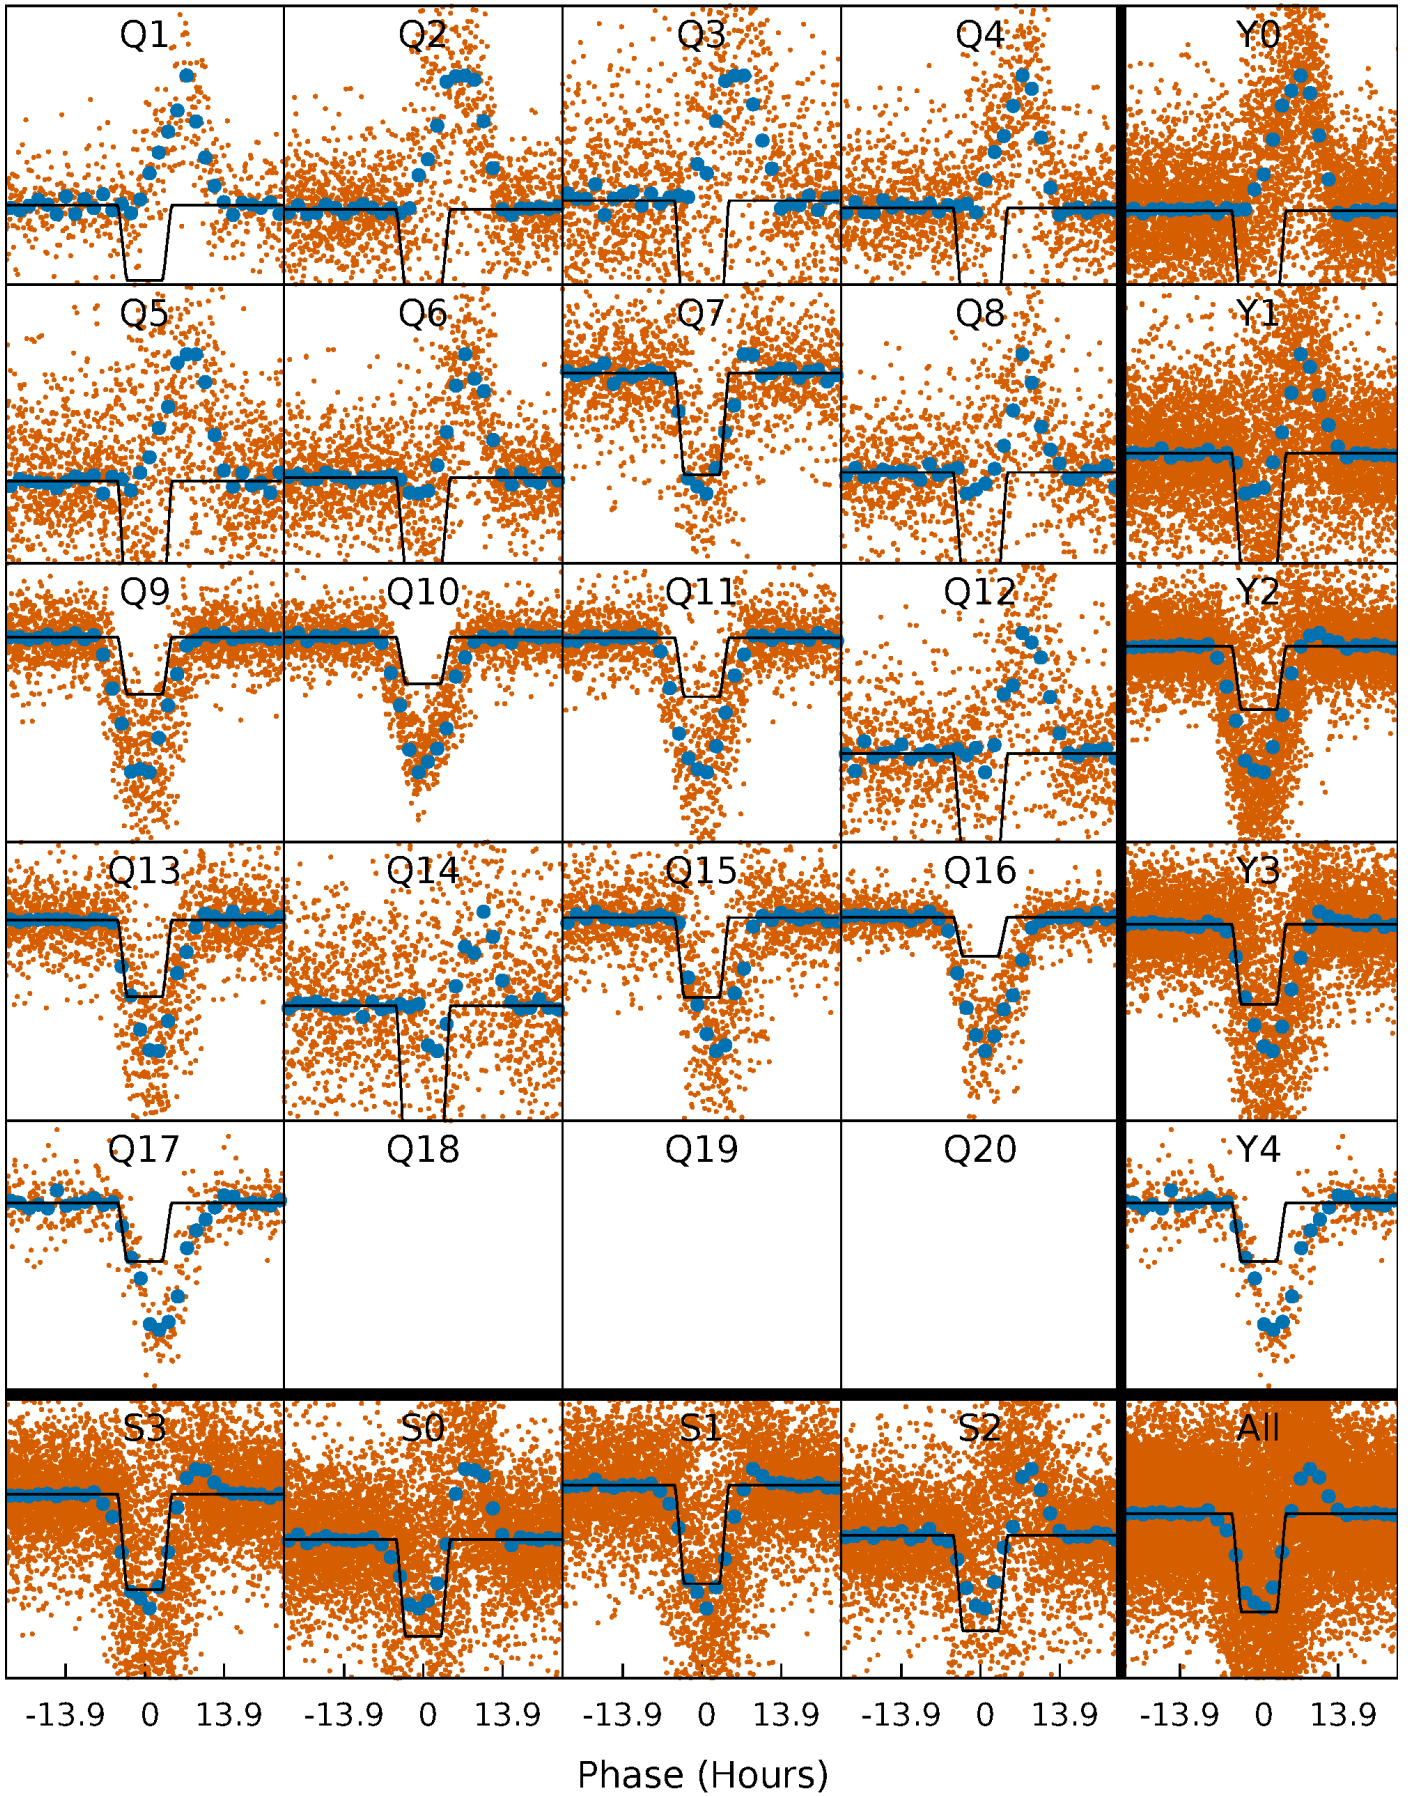 Q1 Q2 Q3 Q4 Y0
Q5 Q6 Q7 Q8 Y1
Q9 Q10 Q11 Q12 Y2
Q13 Q14 Q15 Q16 Y3
Q17 Q18 Q19 Q20 Y4
S3 S0 S1 S2 All
-13.9 0 13.9 -13.9 0 13.9 -13.9 0 13.9 -13.9 0 13.9 -13.9 0 13.9
Phase (Hours)